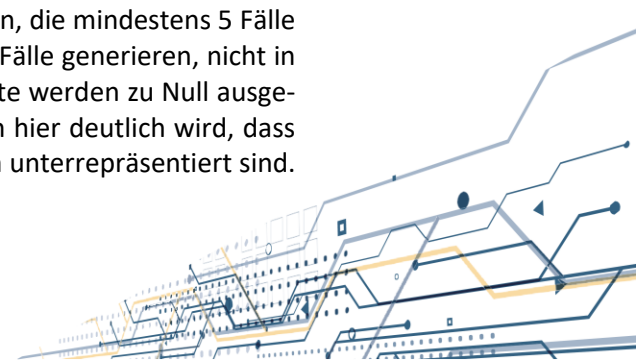 n, die mindestens 5 Fälle
Fälle generieren, nicht in
te werden zu Null ausge-
n hier deutlich wird, dass
unterrepräsentiert sind.